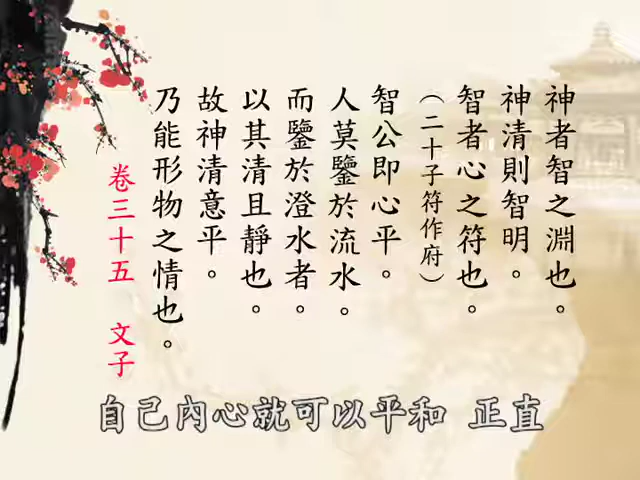 神者智之淵也。
神清則智明。
智者心之符也。
（二十子符作府）
智公即心平。
人莫鑒於流水。
而鑒於澄水者。
以其清且靜也。
故神清意平。
乃能形物之情也。
卷三十五 文子
自己內心就可以平和 正直